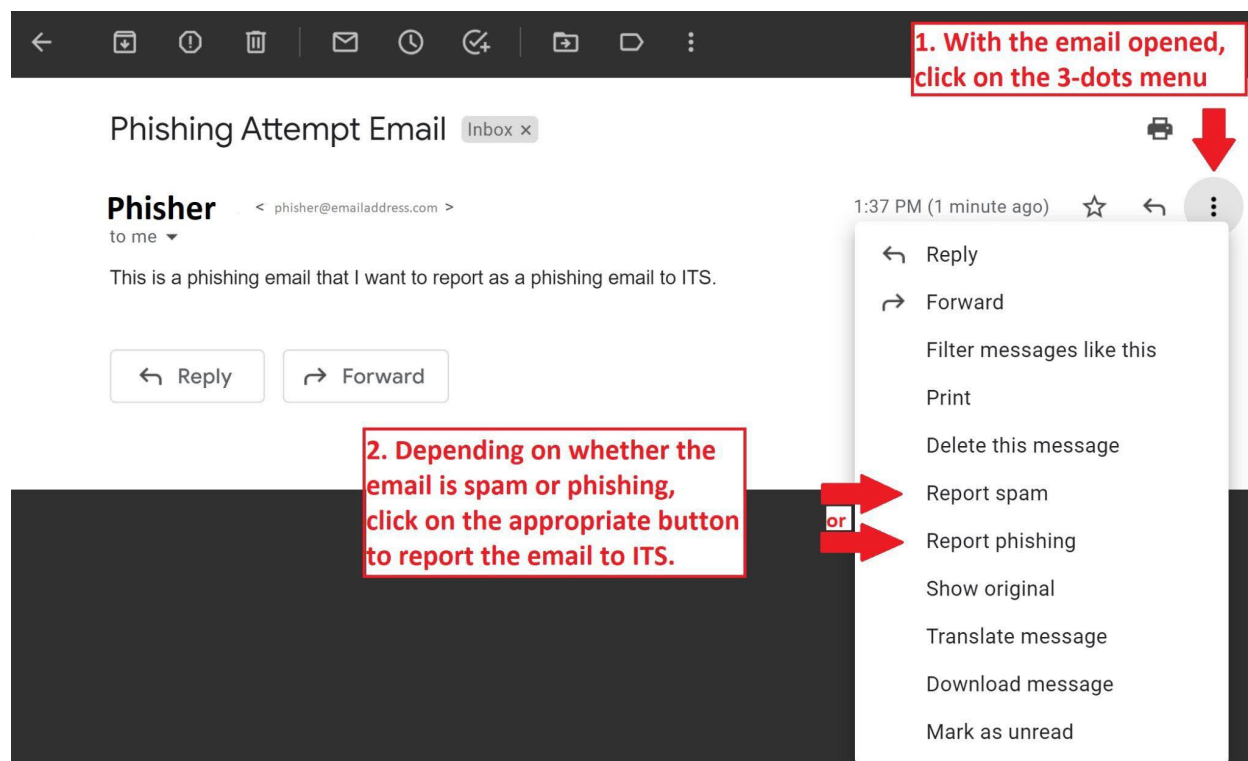 1. With the email opened,
click on the 3-dots menu
Phishing Attempt Email Inbox ×
Phisher < phisher@emailaddress.com > 1:37 PM (1 minute ago)
to me
This is a phishing email that I want to report as a phishing email to ITS.
Reply Forward
2. Depending on whether the
email is spam or phishing,
click on the appropriate button
to report the email to ITS.
or
Reply
Forward
Filter messages like this
Print
Delete this message
Report spam
Report phishing
Show original
Translate message
Download message
Mark as unread